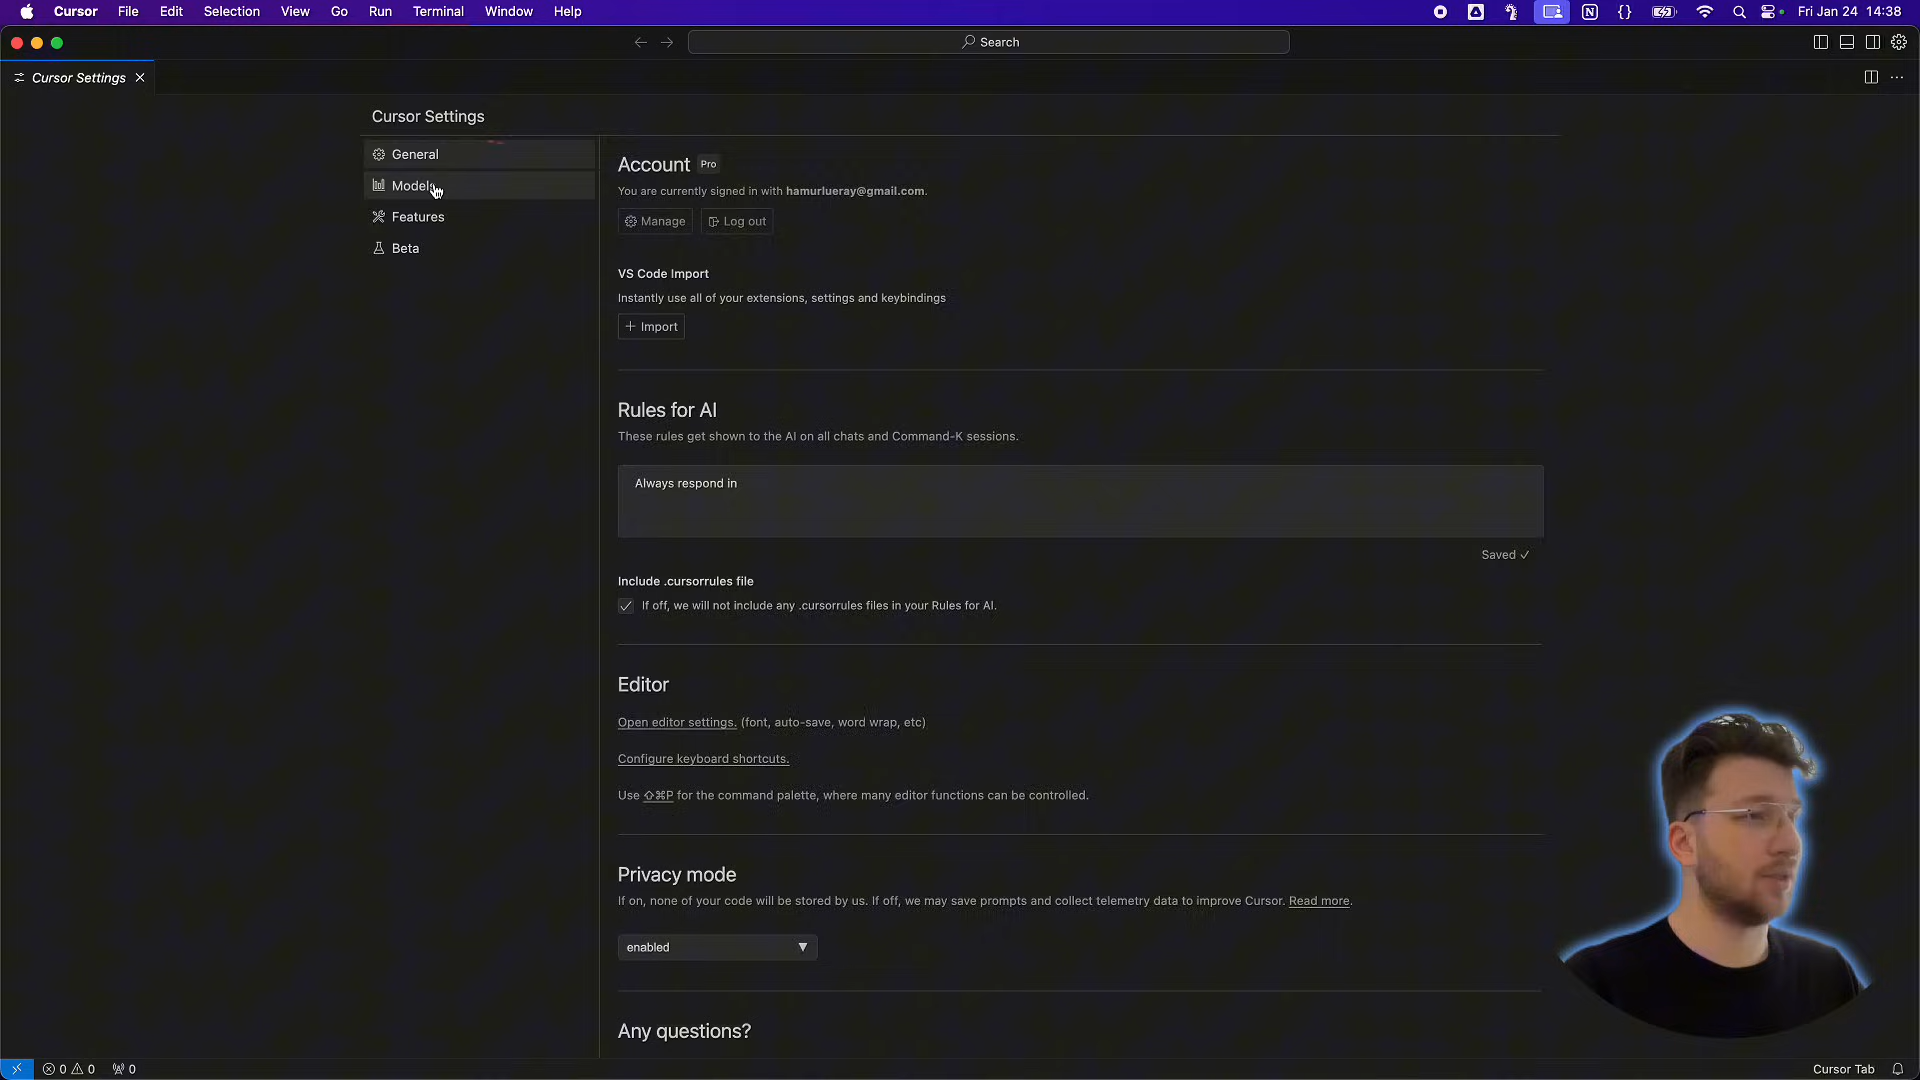 Cursor File Edit Selection View Go Run Terminal Window Help Fri Jan 24 14:38
Search
Cursor Settings
Cursor Settings
General
Models
Features
Beta
Account Pro
You are currently signed in with hamurlueray@gmail.com.
Manage Log out
VS Code Import
Instantly use all of your extensions, settings and keybindings
+ Import
Rules for AI
These rules get shown to the AI on all chats and Command-K sessions.
Always respond in
Saved ✓
Include .cursorrules file
If off, we will not include any .cursorrules files in your Rules for AI.
Editor
Open editor settings. (font, auto-save, word wrap, etc)
Configure keyboard shortcuts.
Use ⇧⌘P for the command palette, where many editor functions can be controlled.
Privacy mode
If on, none of your code will be stored by us. If off, we may save prompts and collect telemetry data to improve Cursor. Read more.
enabled
Any questions?
0 0 0 Cursor Tab